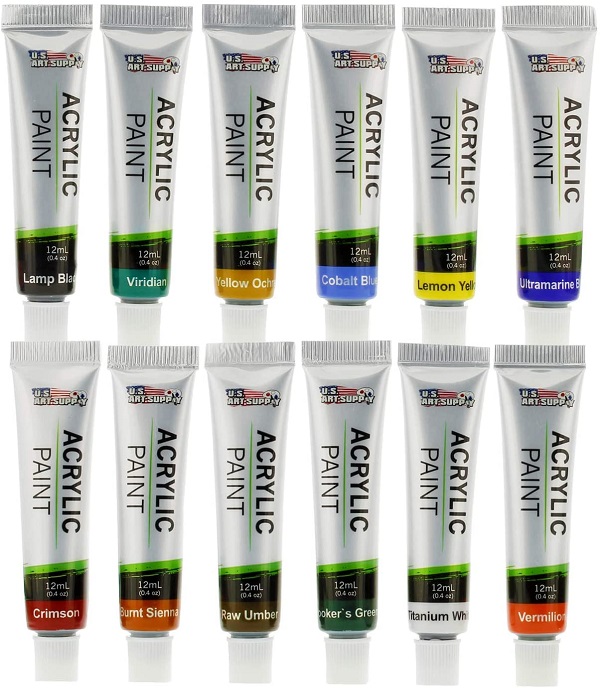 U.S.
ART.SUPPLY
ACRYLIC
PAINT
12mL
(0.4 oz)
Lamp Blac
U.S.
ART.SUPPLY
ACRYLIC
PAINT
12mL
(0.4 oz)
Viridian
U.S.
ART.SUPPLY
ACRYLIC
PAINT
12mL
(0.4 oz)
Yellow Ochr
U.S.
ART.SUPPLY
ACRYLIC
PAINT
12mL
(0.4 oz)
Cobalt Blue
U.S.
ART.SUPPLY
ACRYLIC
PAINT
12mL
(0.4 oz)
Lemon Yello
U.S.
ART.SUPPLY
ACRYLIC
PAINT
12mL
(0.4 oz)
Ultramarine B
U.S.
ART.SUPPLY
ACRYLIC
PAINT
12mL
(0.4 oz)
Crimson
U.S.
ART.SUPPLY
ACRYLIC
PAINT
12mL
(0.4 oz)
Burnt Sienna
U.S.
ART.SUPPLY
ACRYLIC
PAINT
12mL
(0.4 oz)
Raw Umber
U.S.
ART.SUPPLY
ACRYLIC
PAINT
12mL
(0.4 oz)
ooker`s Green
U.S.
ART.SUPPLY
ACRYLIC
PAINT
12mL
(0.4 oz)
Titanium Whi
U.S.
ART.SUPPLY
ACRYLIC
PAINT
12mL
(0.4 oz)
Vermilion